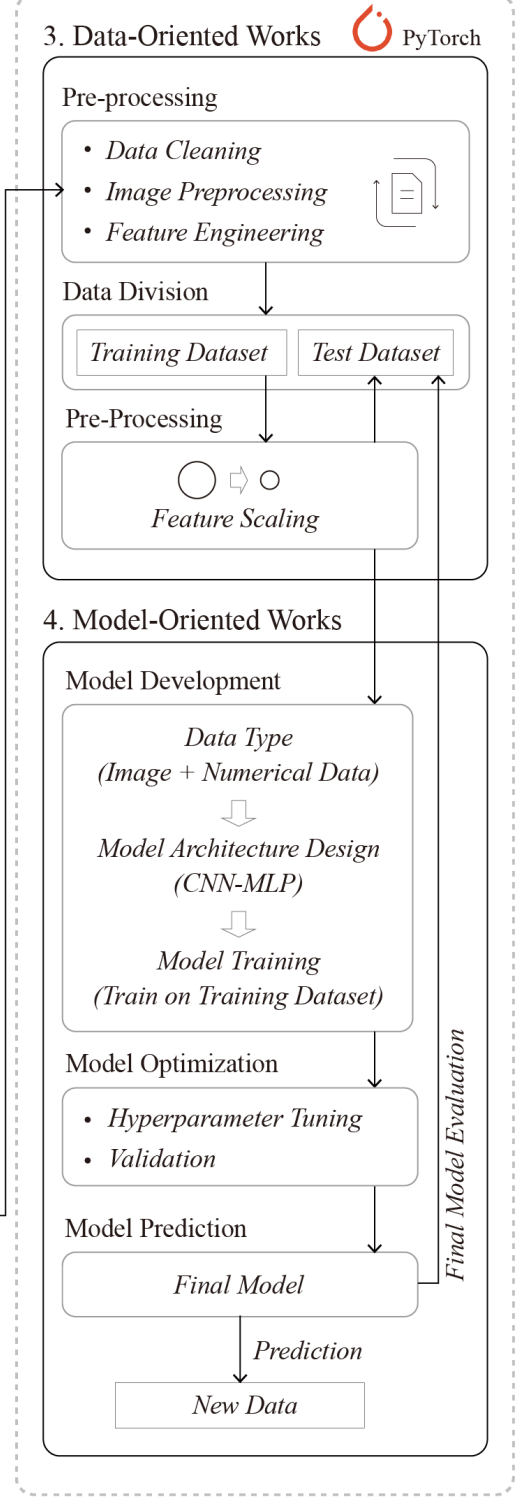 3. Data-Oriented Works
PyTorch
Pre-processing
• Data Cleaning
• Image Preprocessing
• Feature Engineering
Data Division
Training Dataset
Test Dataset
Pre-Processing
Feature Scaling
4. Model-Oriented Works
Model Development
Data Type
(Image + Numerical Data)
Model Architecture Design
(CNN-MLP)
Model Training
(Train on Training Dataset)
Model Optimization
• Hyperparameter Tuning
• Validation
Final Model Evaluation
Model Prediction
Final Model
Prediction
New Data